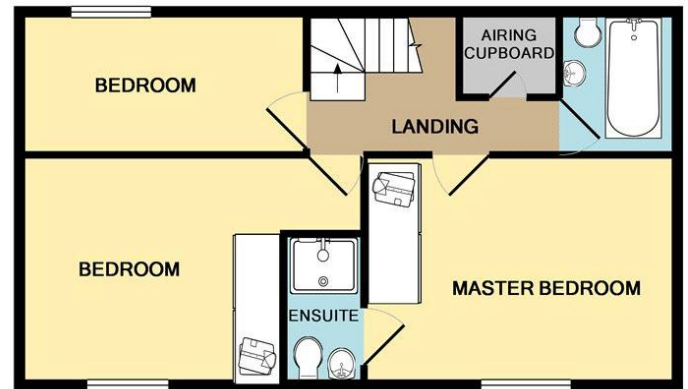 BEDROOM
AIRING
CUPBOARD
LANDING
BEDROOM
ENSUITE
MASTER BEDROOM